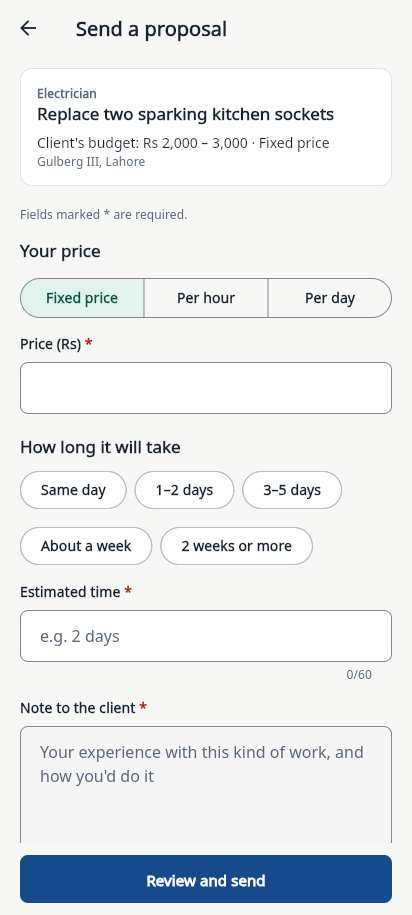 Send a proposal
Electrician
Replace two sparking kitchen sockets
Client's budget: Rs 2,000 – 3,000 · Fixed price
Gulberg III, Lahore
Fields marked * are required.
Your price
Fixed price Per hour Per day
Price (Rs) *
How long it will take
Same day 1–2 days 3–5 days
About a week 2 weeks or more
Estimated time *
e.g. 2 days
0/60
Note to the client *
Your experience with this kind of work, and
how you'd do it
Review and send